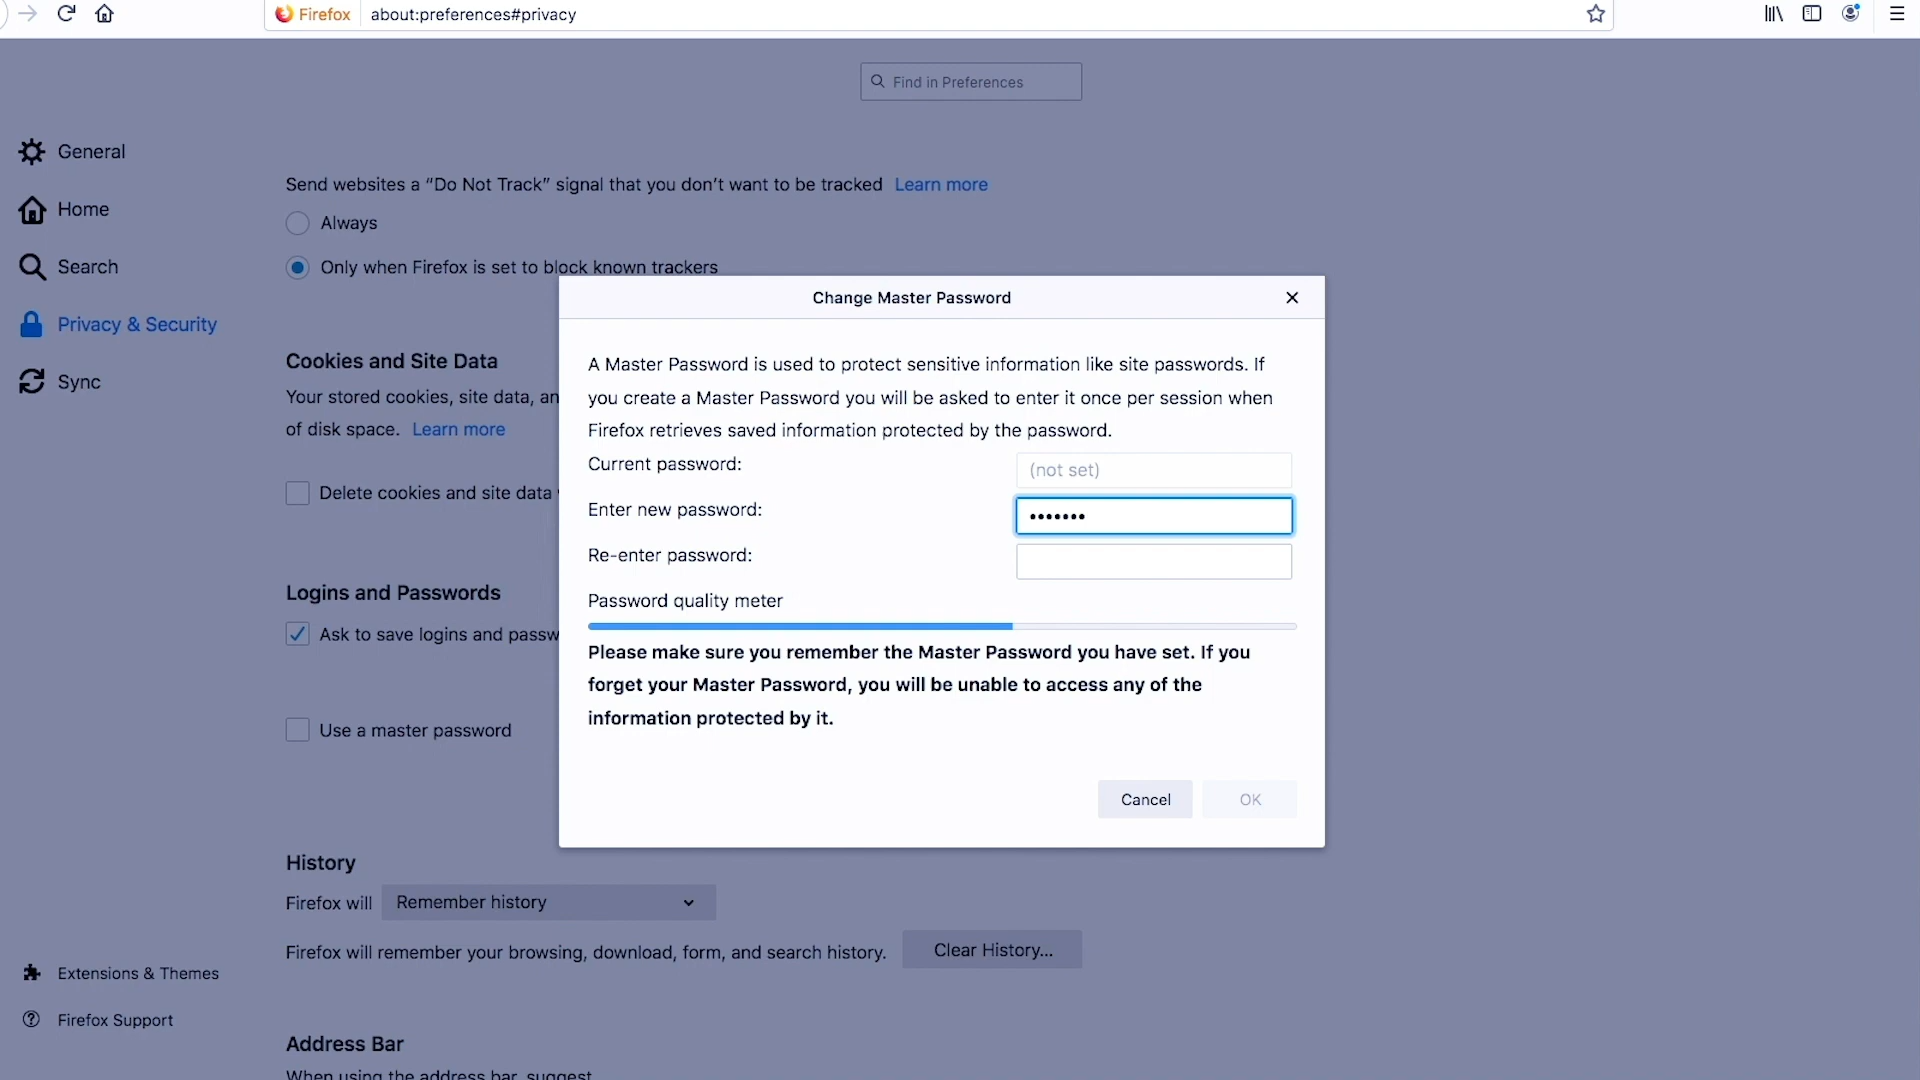 Firefox about:preferences#privacy
Find in Preferences
General
Home
Search
Privacy & Security
Sync
Extensions & Themes
Firefox Support
Send websites a “Do Not Track” signal that you don’t want to be tracked Learn more
Always
Only when Firefox is set to block known trackers
Cookies and Site Data
Your stored cookies, site data, an
of disk space. Learn more
Delete cookies and site data
Logins and Passwords
Ask to save logins and passw
Use a master password
History
Firefox will Remember history
Firefox will remember your browsing, download, form, and search history. Clear History...
Address Bar
When using the address bar, suggest
Change Master Password
A Master Password is used to protect sensitive information like site passwords. If
you create a Master Password you will be asked to enter it once per session when
Firefox retrieves saved information protected by the password.
Current password: (not set)
Enter new password: •••••••
Re-enter password:
Password quality meter
Please make sure you remember the Master Password you have set. If you
forget your Master Password, you will be unable to access any of the
information protected by it.
Cancel OK